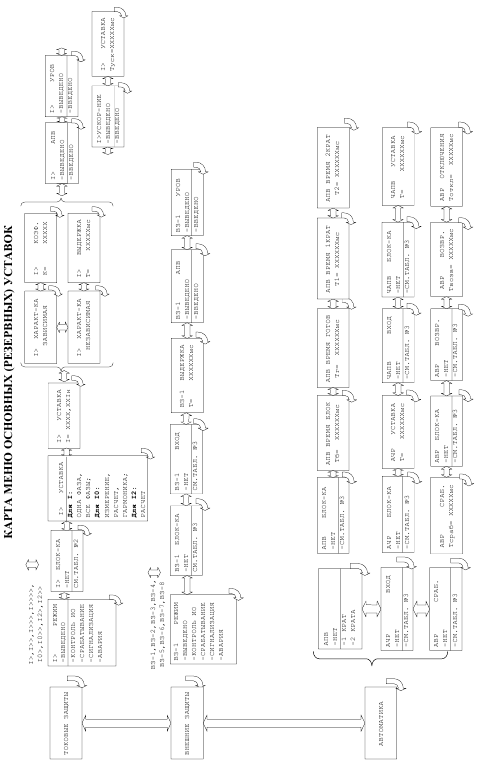 КАРТА МЕНЮ ОСНОВНЫХ (РЕЗЕРВНЫХ) УСТАВОК
ТОКОВЫЕ ЗАЩИТЫ
I>,I>>,I>>>,I>>>>,
I0>,I0>>,I2>,I2>>
I> РЕЖИМ
-ВЫВЕДЕНО
-КОНТРОЛЬ ИО
-СРАБАТЫВАНИЕ
-СИГНАЛИЗАЦИЯ
-АВАРИЯ
I> БЛОК-КА
-НЕТ
СМ.ТАБЛ. №2
I> УСТАВКА
Для I:
ОДНА ФАЗА,
ВСЕ ФАЗЫ;
Для I0:
ИЗМЕРЕНИЕ,
РАСЧЕТ,
ГАРМОНИКА;
Для I2:
РАСЧЕТ
I> УСТАВКА
I= XXXX,XXIн
I> ХАРАКТ-КА
ЗАВИСИМАЯ
I> КОЭФ.
К= XXXXX
I> ХАРАКТ-КА
НЕЗАВИСИМАЯ
I> ВЫДЕРЖКА
Т= XXXXXмс
I> АПВ
-ВЫВЕДЕНО
-ВВЕДЕНО
I> УРОВ
-ВЫВЕДЕНО
-ВВЕДЕНО
I>УСКОР-НИЕ
-ВЫВЕДЕНО
-ВВЕДЕНО
I> УСТАВКА
Туск=XXXXXмс
ВНЕШНИЕ ЗАЩИТЫ
ВЗ-1,ВЗ-2,ВЗ-3,ВЗ-4,
ВЗ-5,ВЗ-6,ВЗ-7,ВЗ-8
ВЗ-1 РЕЖИМ
-ВЫВЕДЕНО
-КОНТРОЛЬ ИО
-СРАБАТЫВАНИЕ
-СИГНАЛИЗАЦИЯ
-АВАРИЯ
ВЗ-1 БЛОК-КА
-НЕТ
СМ.ТАБЛ. №3
ВЗ-1 ВХОД
-НЕТ
СМ.ТАБЛ. №3
ВЗ-1 ВЫДЕРЖКА
Т= XXXXXмс
ВЗ-1 АПВ
-ВЫВЕДЕНО
-ВВЕДЕНО
ВЗ-1 УРОВ
-ВЫВЕДЕНО
-ВВЕДЕНО
АВТОМАТИКА
АПВ
-НЕТ
-1 КРАТ
-2 КРАТА
АПВ БЛОК-КА
-НЕТ
-СМ.ТАБЛ. №3
АПВ ВРЕМЯ БЛОК
Тб= XXXXXмс
АПВ ВРЕМЯ ГОТОВ
Тг= XXXXXмс
АПВ ВРЕМЯ 1КРАТ
Т1= XXXXXмс
АПВ ВРЕМЯ 2КРАТ
Т2= XXXXXмс
АЧР ВХОД
-НЕТ
-СМ.ТАБЛ. №3
АЧР БЛОК-КА
-НЕТ
-СМ.ТАБЛ. №3
АЧР УСТАВКА
Т= XXXXXмс
ЧАПВ ВХОД
-НЕТ
-СМ.ТАБЛ. №3
ЧАПВ БЛОК-КА
-НЕТ
-СМ.ТАБЛ. №3
ЧАПВ УСТАВКА
Т= XXXXXмс
АВР СРАБ.
-НЕТ
-СМ.ТАБЛ. №3
АВР СРАБ.
Тсраб= XXXXXмс
АВР БЛОК-КА
-НЕТ
-СМ.ТАБЛ. №3
АВР ВОЗВР.
-НЕТ
-СМ.ТАБЛ. №3
АВР ВОЗВР.
Твозв= XXXXXмс
АВР ОТКЛЮЧЕНИЯ
Тоткл= XXXXXмс